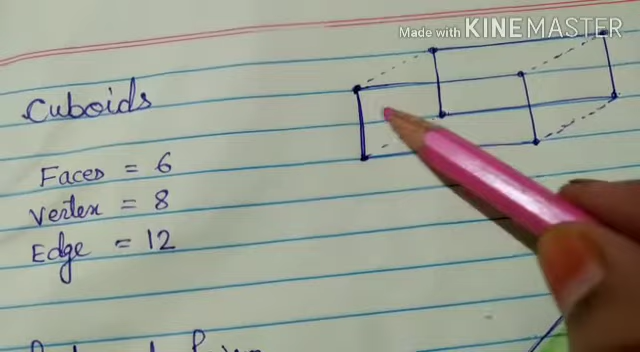 Made with KINEMASTER
Cuboids
Faces = 6
Vertex = 8
Edge = 12